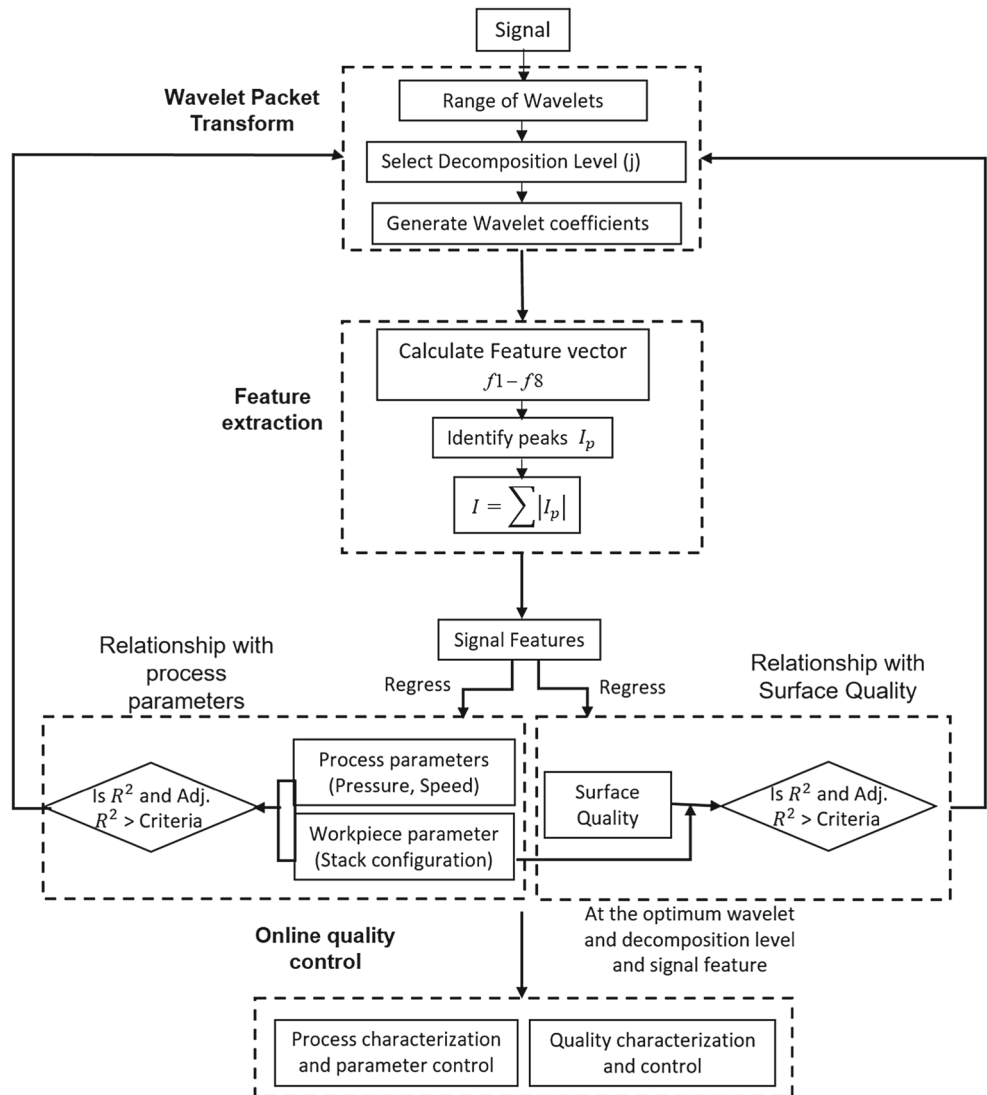 Signal
Wavelet Packet
Transform
Range of Wavelets
Select Decomposition Level (j)
Generate Wavelet coefficients
Feature
extraction
Calculate Feature vector
f1 – f8
Identify peaks I_p
I = ∑|I_p|
Signal Features
Relationship with
process
parameters
Regress
Regress
Relationship with
Surface Quality
Is R² and Adj.
R² > Criteria
Process parameters
(Pressure, Speed)
Workpiece parameter
(Stack configuration)
Surface
Quality
Is R² and Adj.
R² > Criteria
Online quality
control
At the optimum wavelet
and decomposition level
and signal feature
Process characterization
and parameter control
Quality characterization
and control